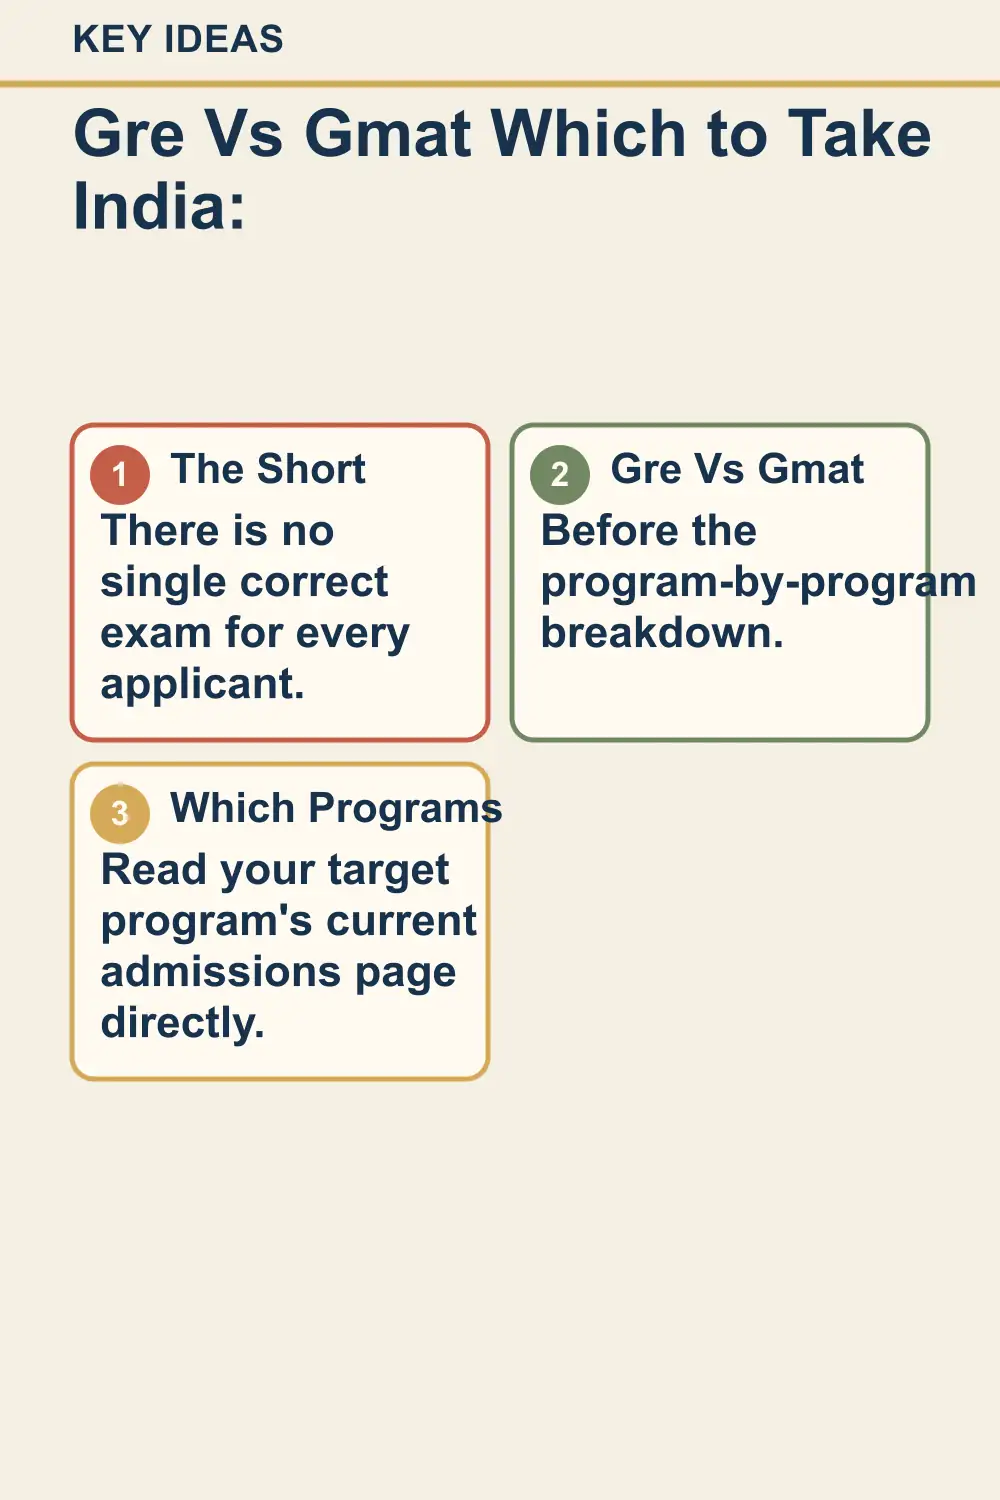 KEY IDEAS
Gre Vs Gmat Which to Take
India:
1 The Short
There is no
single correct
exam for every
applicant.
2 Gre Vs Gmat
Before the
program-by-program
breakdown.
3 Which Programs
Read your target
program's current
admissions page
directly.